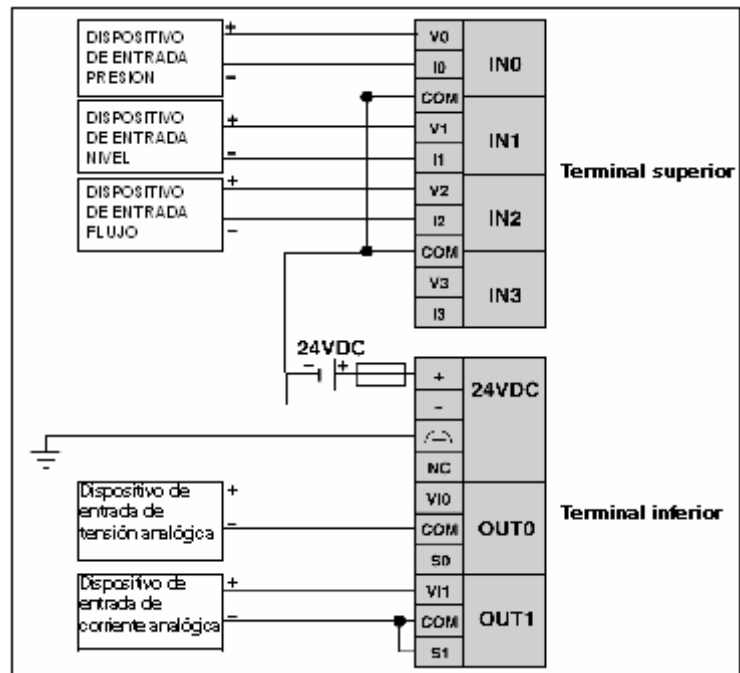 DISPOSITIVO
DE ENTRADA
PRESION
+
-
V0
I0
COM
IN0
DISPOSITIVO
DE ENTRADA
NIVEL
+
-
V1
I1
IN1
Terminal superior
DISPOSITIVO
DE ENTRADA
FLUJO
+
-
V2
I2
COM
IN2
V3
I3
IN3
24VDC
- +
+
-
NC
24VDC
Dispositivo de
entrada de
tensión analógica
+
-
VI0
COM
S0
OUT0
Terminal inferior
Dispositivo de
entrada de
corriente analógica
+
-
VI1
COM
S1
OUT1